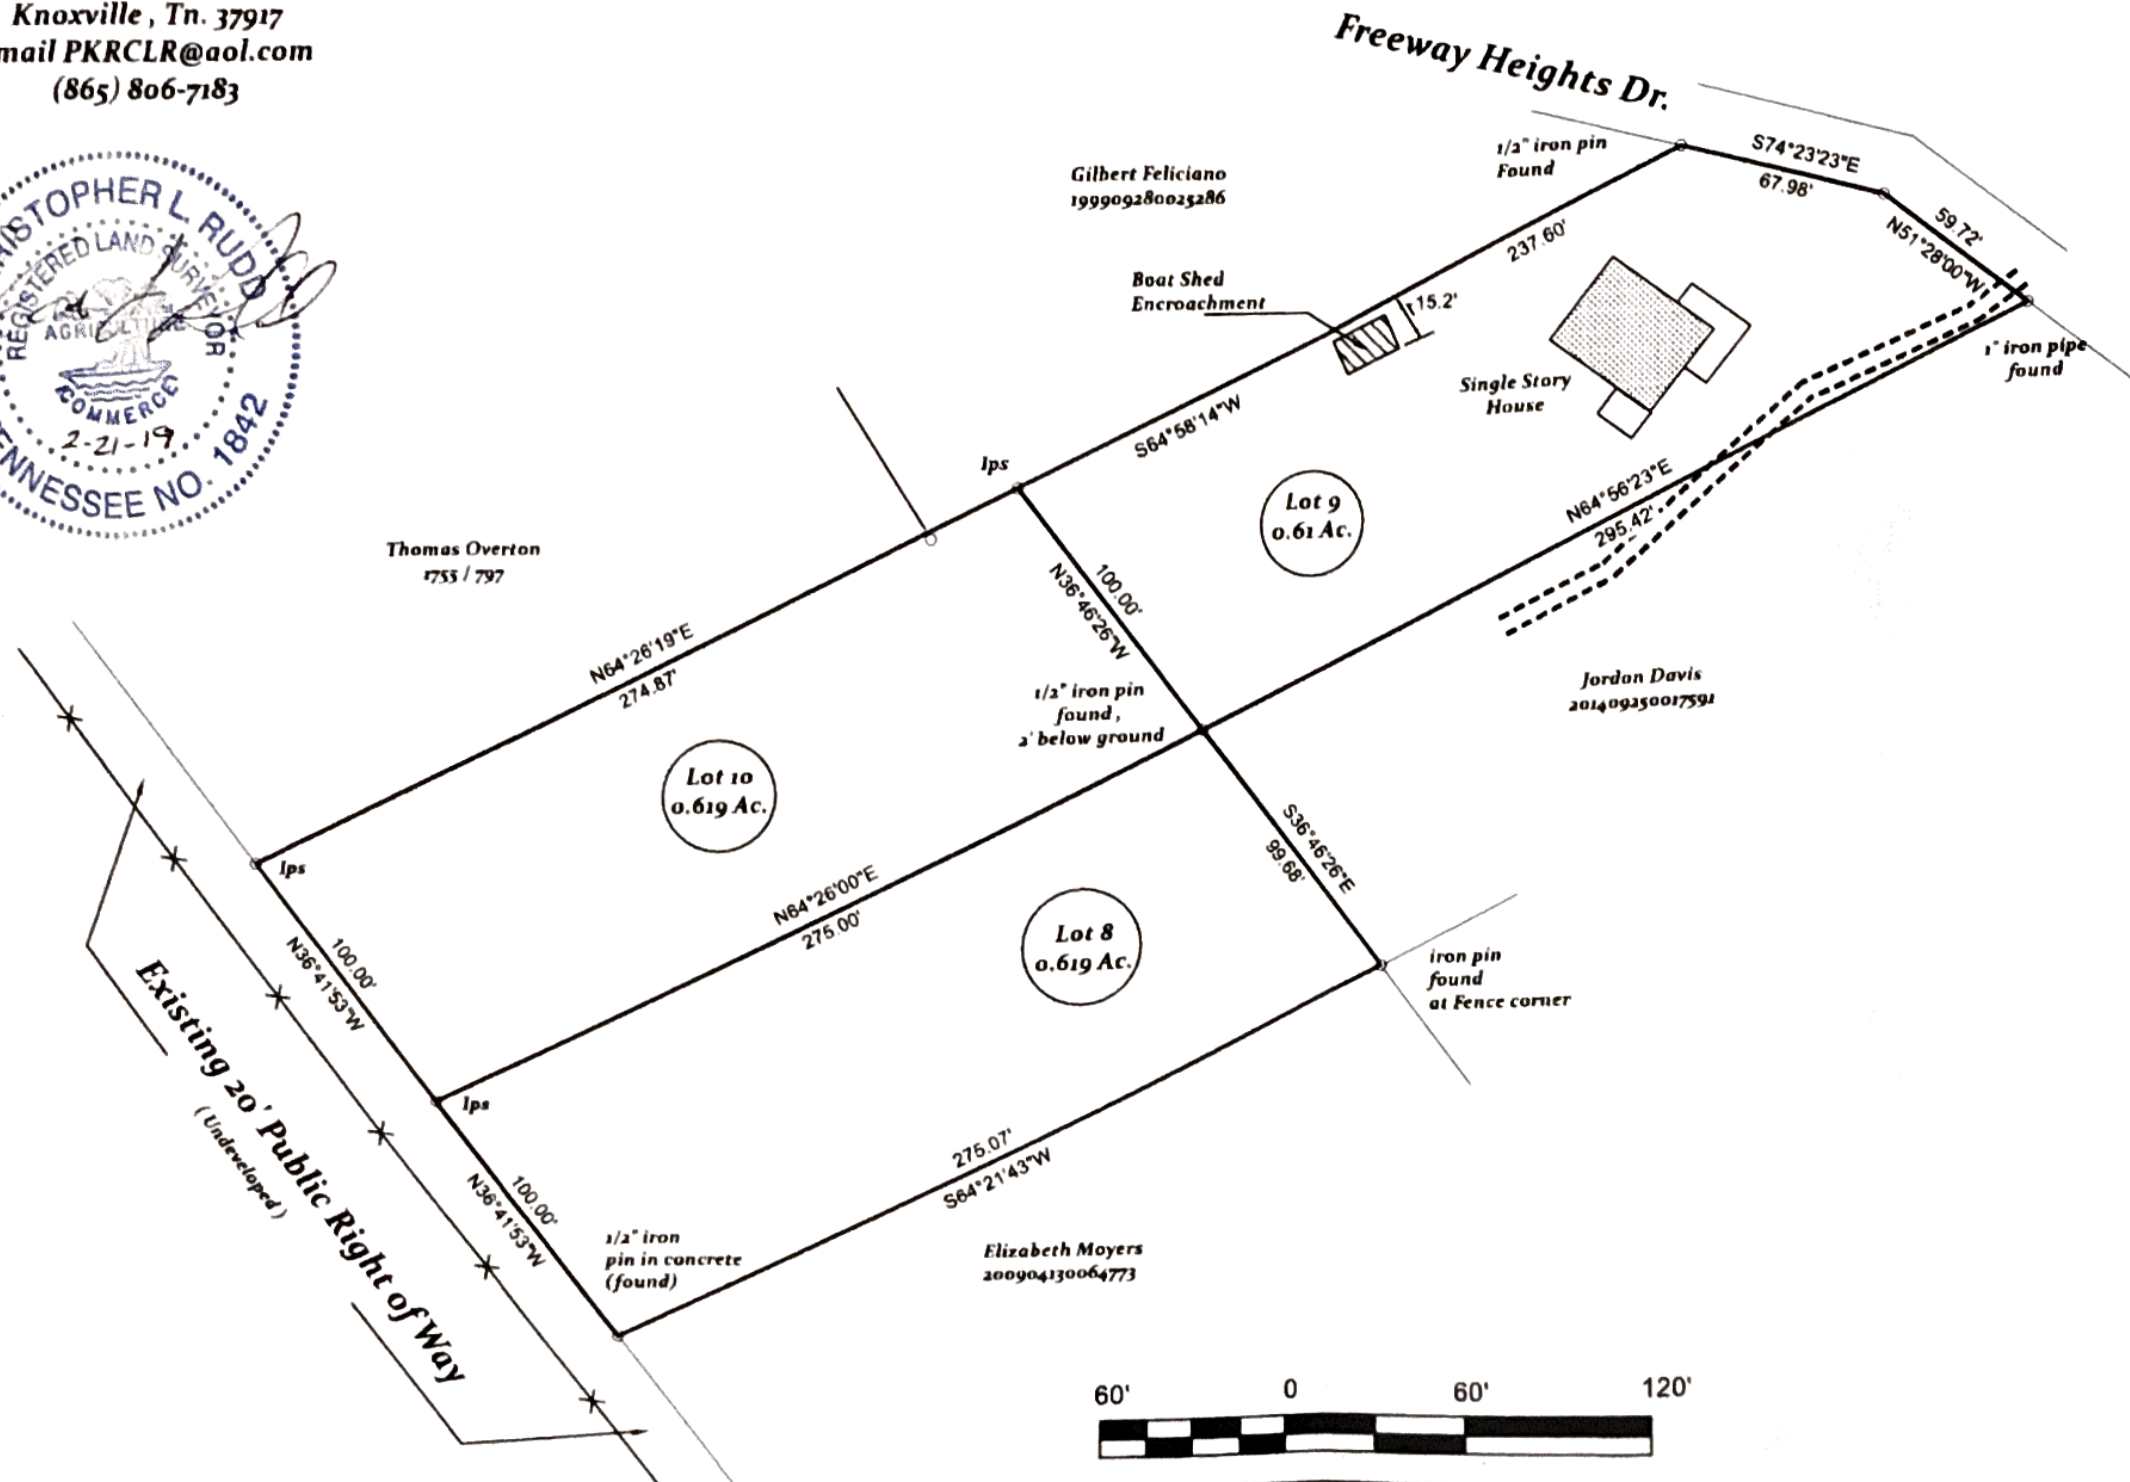 Knoxville , Tn. 37917
mail PKRCLR@aol.com
(865) 806-7183
ISTOPHER L. RUDD
REGISTERED LAND SURVEYOR
AGRICULTURE
COMMERCE
2-21-19
TENNESSEE NO. 1842
Freeway Heights Dr.
S74°23'23"E
67.98'
59.72'
N51°28'00"W
1/2" iron pin
Found
Gilbert Feliciano
199909280025286
237.60'
Boat Shed
Encroachment
15.2'
1" iron pipe
found
Single Story
House
S64°58'14"W
Ips
Lot 9
0.61 Ac.
N64°56'23"E
295.42'
Thomas Overton
1755 / 797
100.00'
N36°46'26"W
N64°26'19"E
274.87'
1/2" iron pin
found ,
2' below ground
Jordan Davis
201409250017591
Lot 10
0.619 Ac.
Ips
S36°46'26"E
99.68'
N64°26'00"E
275.00'
Lot 8
0.619 Ac.
iron pin
found
at Fence corner
100.00'
N36°41'53"W
Existing 20' Public Right of Way
(Undeveloped)
Ips
275.07'
S64°21'43"W
100.00'
N36°41'53"W
1/2" iron
pin in concrete
(found)
Elizabeth Moyers
200904130064773
60' 0 60' 120'